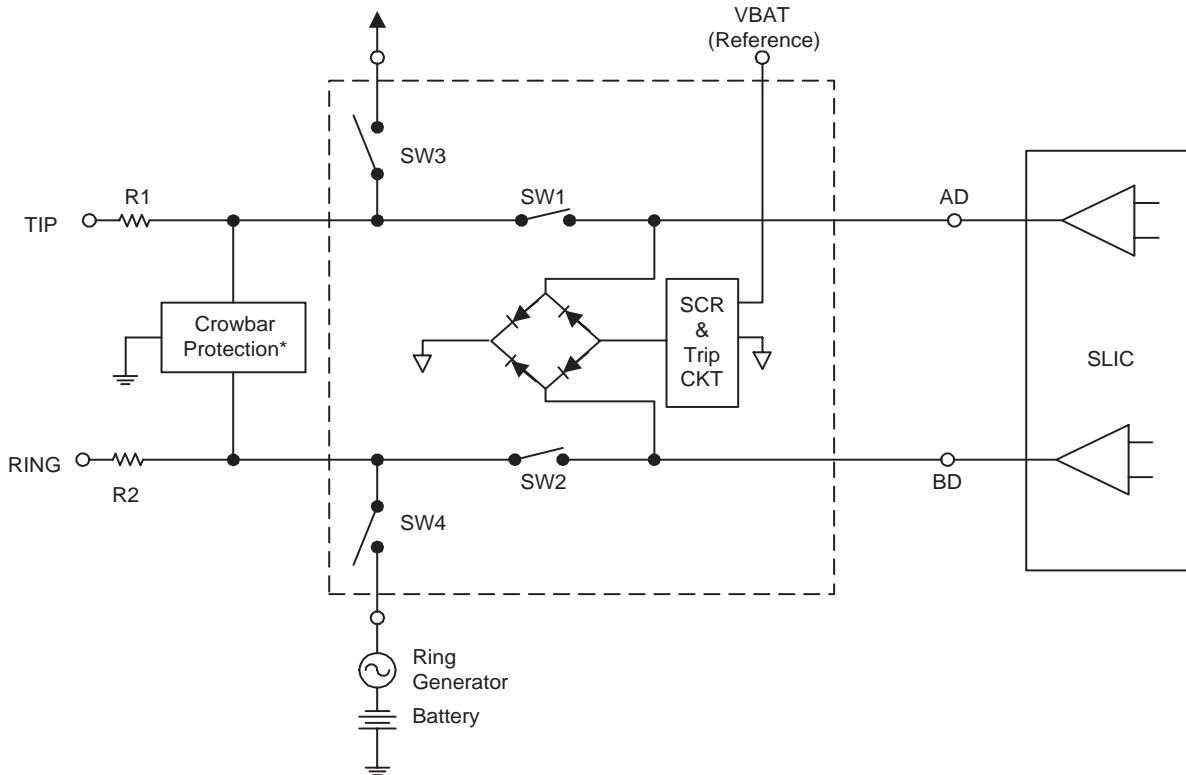 VBAT
(Reference)
SW3
R1
SW1
AD
TIP
Crowbar
Protection*
SCR
&
Trip
CKT
SLIC
RING
R2
SW2
BD
SW4
Ring
Generator
Battery